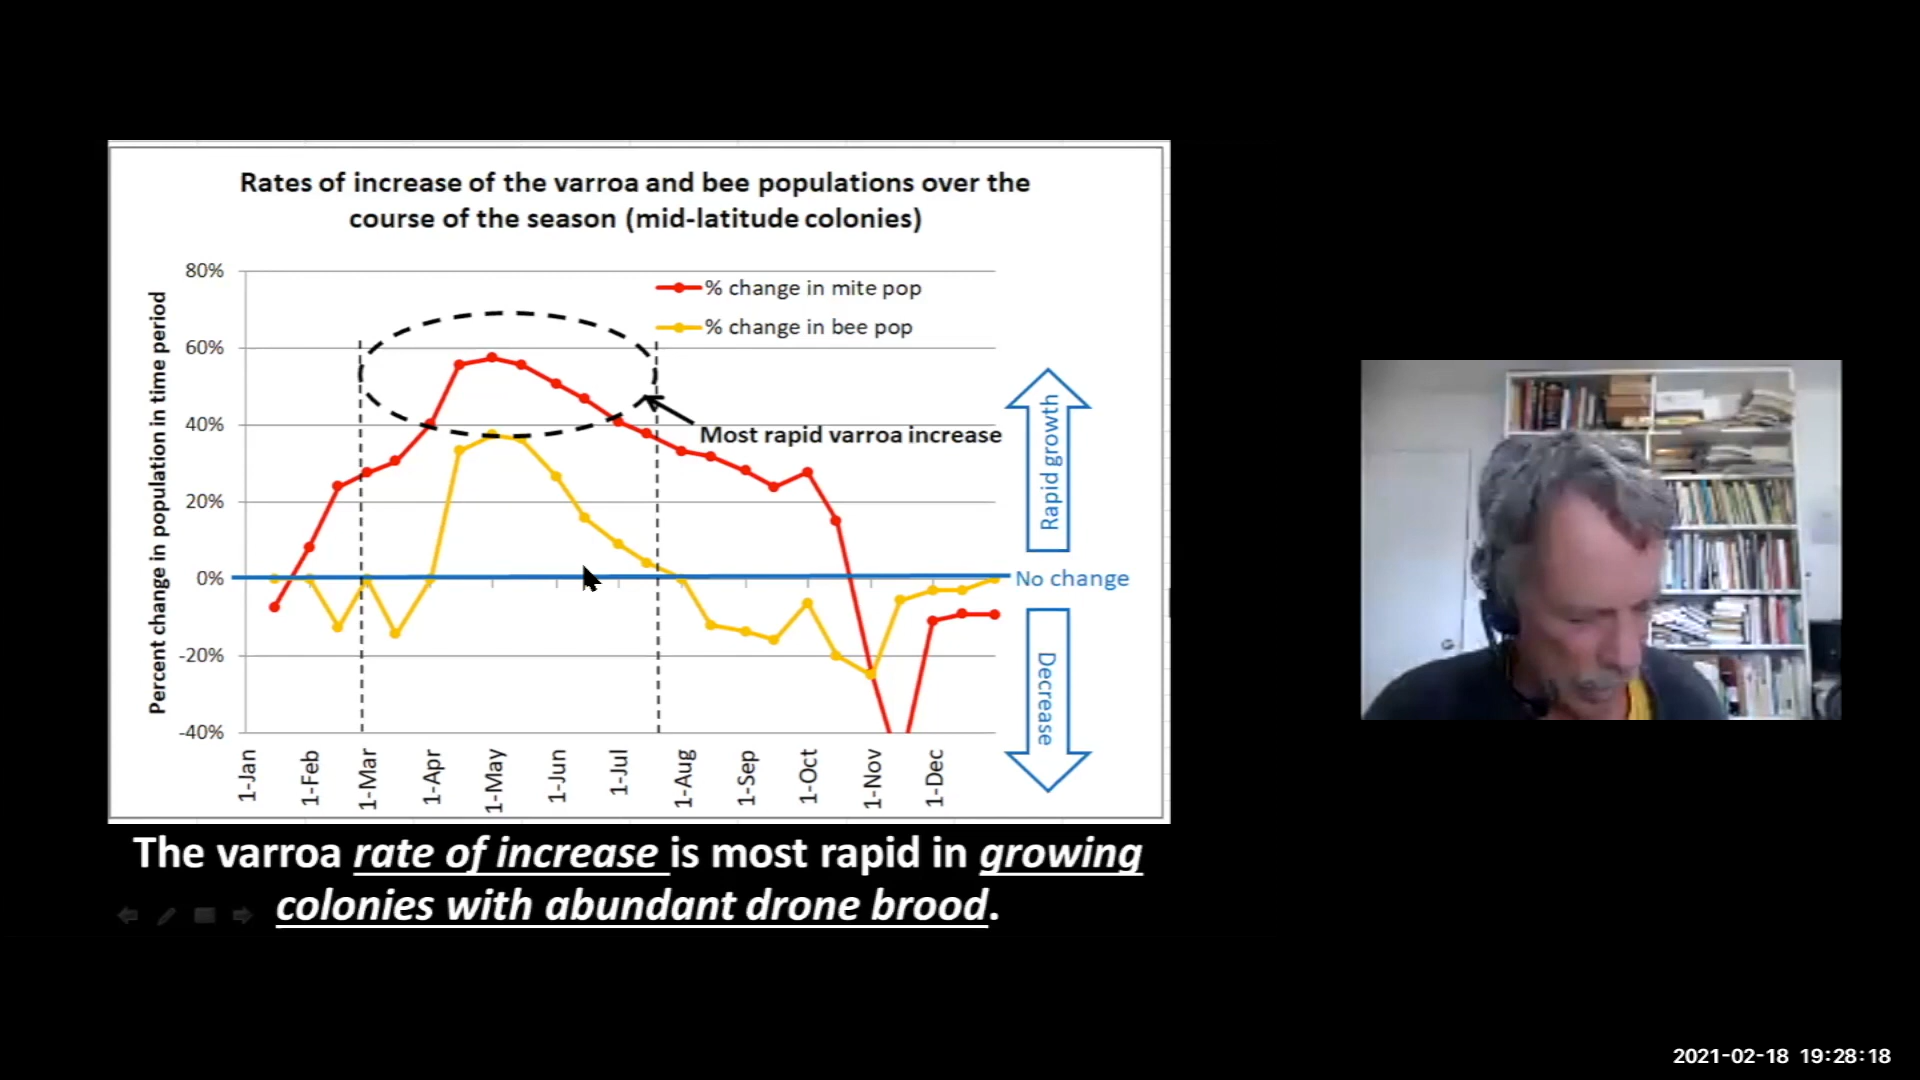 Rates of increase of the varroa and bee populations over the
course of the season (mid-latitude colonies)
Percent change in population in time period
80%
60%
40%
20%
0%
-20%
-40%
% change in mite pop
% change in bee pop
Most rapid varroa increase
Rapid growth
No change
Decrease
1-Jan
1-Feb
1-Mar
1-Apr
1-May
1-Jun
1-Jul
1-Aug
1-Sep
1-Oct
1-Nov
1-Dec
The varroa rate of increase is most rapid in growing
colonies with abundant drone brood.
2021-02-18 19:28:18